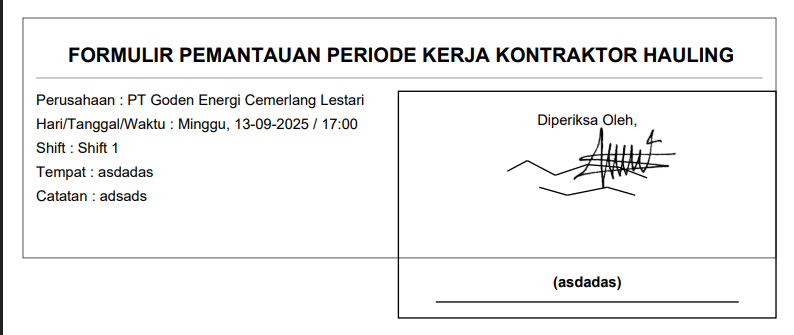 FORMULIR PEMANTAUAN PERIODE KERJA KONTRAKTOR HAULING
Perusahaan : PT Goden Energi Cemerlang Lestari
Hari/Tanggal/Waktu : Minggu, 13-09-2025 / 17:00
Shift : Shift 1
Tempat : asdadas
Catatan : adsads
Diperiksa Oleh,
(asdadas)